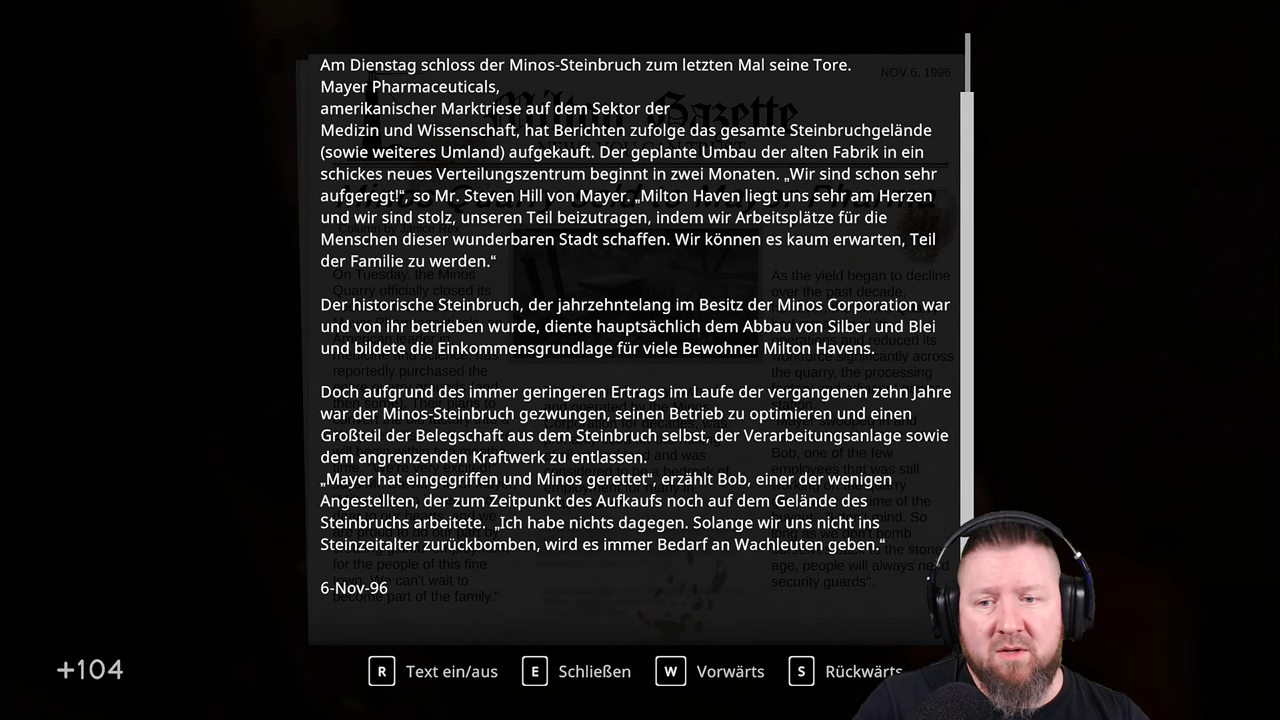 Am Dienstag schloss der Minos-Steinbruch zum letzten Mal seine Tore.
Mayer Pharmaceuticals,
amerikanischer Marktriese auf dem Sektor der
Medizin und Wissenschaft, hat Berichten zufolge das gesamte Steinbruchgelände
(sowie weiteres Umland) aufgekauft. Der geplante Umbau der alten Fabrik in ein
schickes neues Verteilungszentrum beginnt in zwei Monaten. „Wir sind schon sehr
aufgeregt!“, so Mr. Steven Hill von Mayer. „Milton Haven liegt uns sehr am Herzen
und wir sind stolz, unseren Teil beizutragen, indem wir Arbeitsplätze für die
Menschen dieser wunderbaren Stadt schaffen. Wir können es kaum erwarten, Teil
der Familie zu werden.“
Der historische Steinbruch, der jahrzehntelang im Besitz der Minos Corporation war
und von ihr betrieben wurde, diente hauptsächlich dem Abbau von Silber und Blei
und bildete die Einkommensgrundlage für viele Bewohner Milton Havens.
Doch aufgrund des immer geringeren Ertrags im Laufe der vergangenen zehn Jahre
war der Minos-Steinbruch gezwungen, seinen Betrieb zu optimieren und einen
Großteil der Belegschaft aus dem Steinbruch selbst, der Verarbeitungsanlage sowie
dem angrenzenden Kraftwerk zu entlassen.
„Mayer hat eingegriffen und Minos gerettet“, erzählt Bob, einer der wenigen
Angestellten, der zum Zeitpunkt des Aufkaufs noch auf dem Gelände des
Steinbruchs arbeitete. „Ich habe nichts dagegen. Solange wir uns nicht ins
Steinzeitalter zurückbomben, wird es immer Bedarf an Wachleuten geben.“
6-Nov-96
NOV 6, 1996
Milton Gazette
+104
R Text ein/aus
E Schließen
W Vorwärts
S Rückwärts